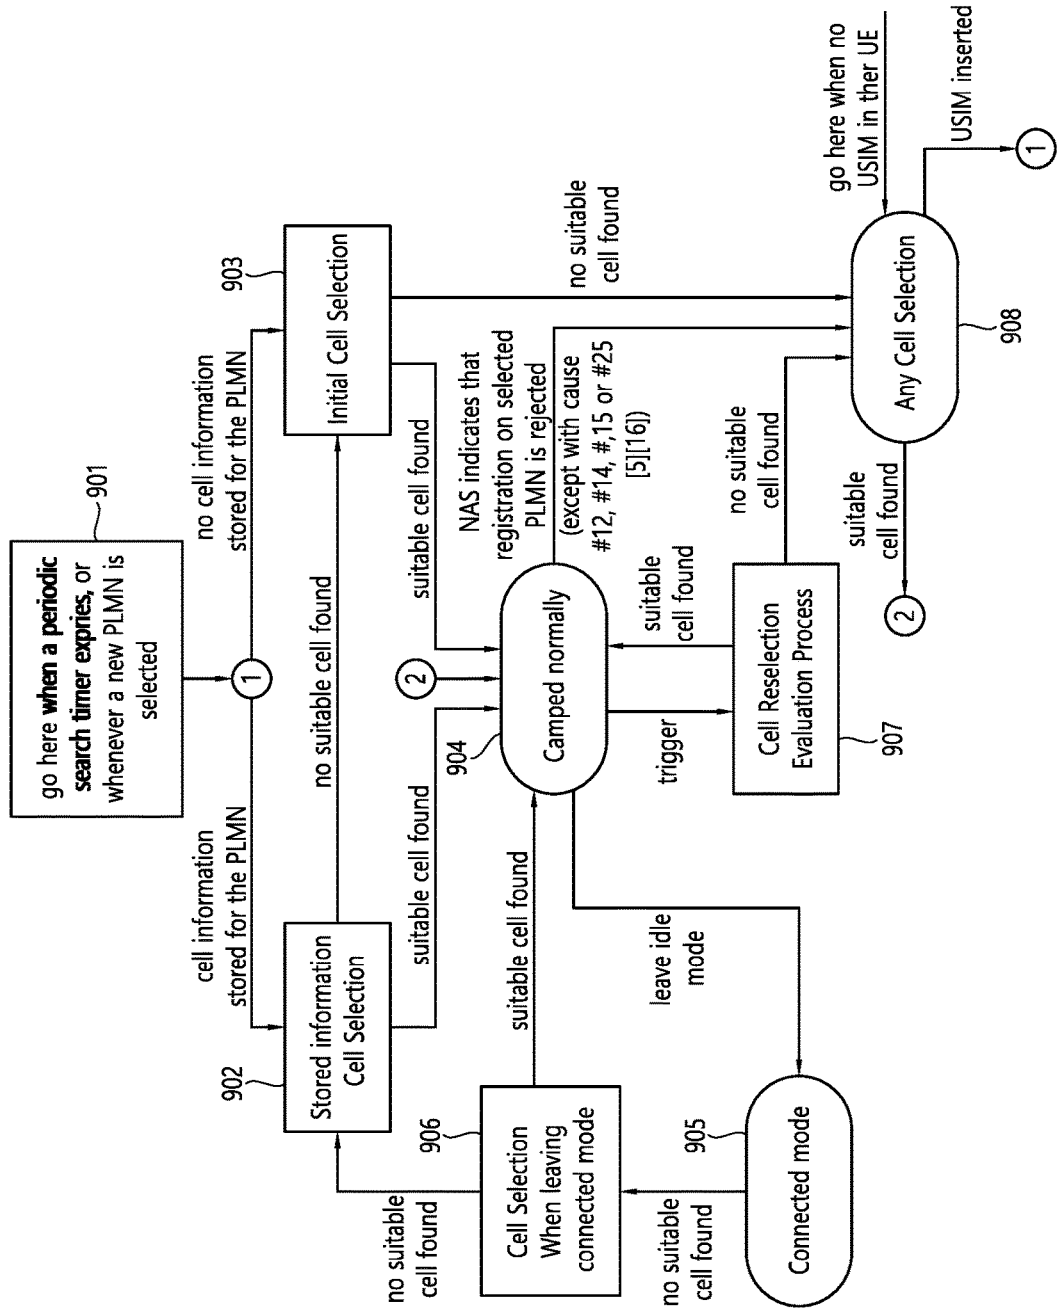 901
go here when a periodic
search timer expries, or
whenever a new PLMN is
selected
1
cell information
stored for the PLMN
no cell information
stored for the PLMN
902
Stored information
Cell Selection
no suitable cell found
903
Initial Cell Selection
no suitable
cell found
suitable cell found
2
suitable cell found
906
Cell Selection
When leaving
connected mode
suitable cell found
904
Camped normally
NAS indicates that
registration on selected
PLMN is rejected
(except with cause
#12, #14, #,15 or #25
[5][16])
no suitable
cell found
leave idle
mode
trigger
suitable
cell found
no suitable
cell found
905
Connected mode
no suitable
cell found
907
Cell Reselection
Evaluation Process
go here when no
USIM in ther UE
Any Cell Selection
908
USIM inserted
1
suitable
cell found
2